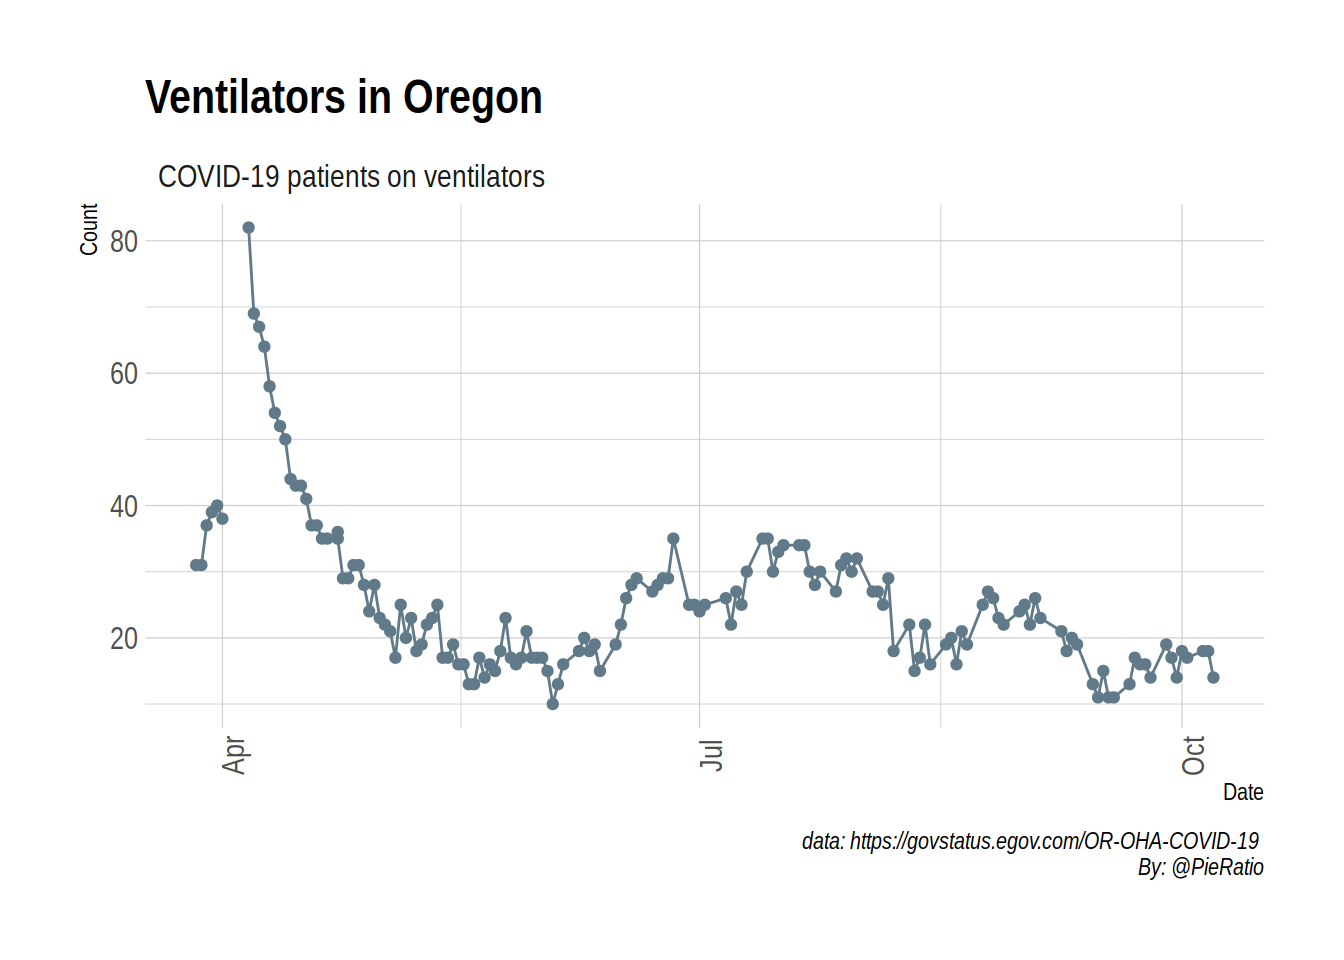 Ventilators in Oregon
COVID-19 patients on ventilators
Count
80
60
40
20
Apr
Jul
Oct
Date
data: https://govstatus.egov.com/OR-OHA-COVID-19
By: @PieRatio